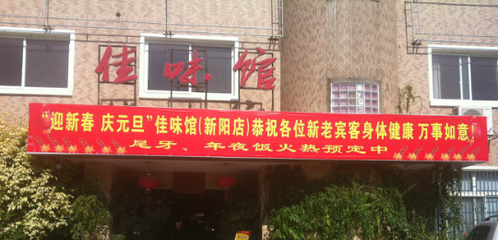 佳味馆
“迎新春 庆元旦”佳味馆(新阳店)恭祝各位新老宾客身体健康 万事如意!
尾牙、年夜饭火热预定中